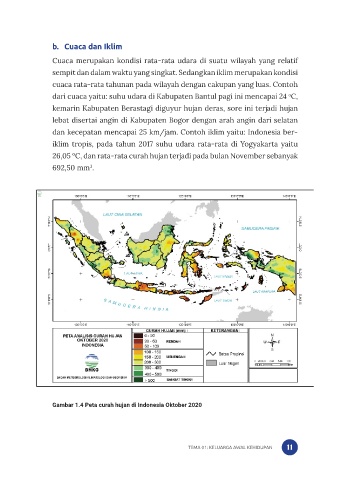 b. Cuaca dan Iklim
Cuaca merupakan kondisi rata-rata udara di suatu wilayah yang relatif
sempit dan dalam waktu yang singkat. Sedangkan iklim merupakan kondisi
cuaca rata-rata tahunan pada wilayah dengan cakupan yang luas. Contoh
dari cuaca yaitu: suhu udara di Kabupaten Bantul pagi ini mencapai 24 °C,
kemarin Kabupaten Berastagi diguyur hujan deras, sore ini terjadi hujan
lebat disertai angin di Kabupaten Bogor dengan arah angin dari selatan
dan kecepatan mencapai 25 km/jam. Contoh iklim yaitu: Indonesia ber-
iklim tropis, pada tahun 2017 suhu udara rata-rata di Yogyakarta yaitu
26,05 °C, dan rata-rata curah hujan terjadi pada bulan November sebanyak
692,50 mm³.
LAUT CINA SELATAN
SAMUDERA PASIFIK
SAMUDERA HINDIA
PETA ANALISIS CURAH HUJAN
OKTOBER 2020
INDONESIA
BMKG
CURAH HUJAN (mm)
0 - 20
20 - 50 RENDAH
50 - 100
100 - 150
150 - 200 MENENGAH
200 - 300
300 - 400 TINGGI
400 - 500
> 500 SANGAT TINGGI
KETERANGAN
Batas Propinsi
Luar Negeri
N
W E
S
Gambar 1.4 Peta curah hujan di Indonesia Oktober 2020
TEMA 01: KELUARGA AWAL KEHIDUPAN 11